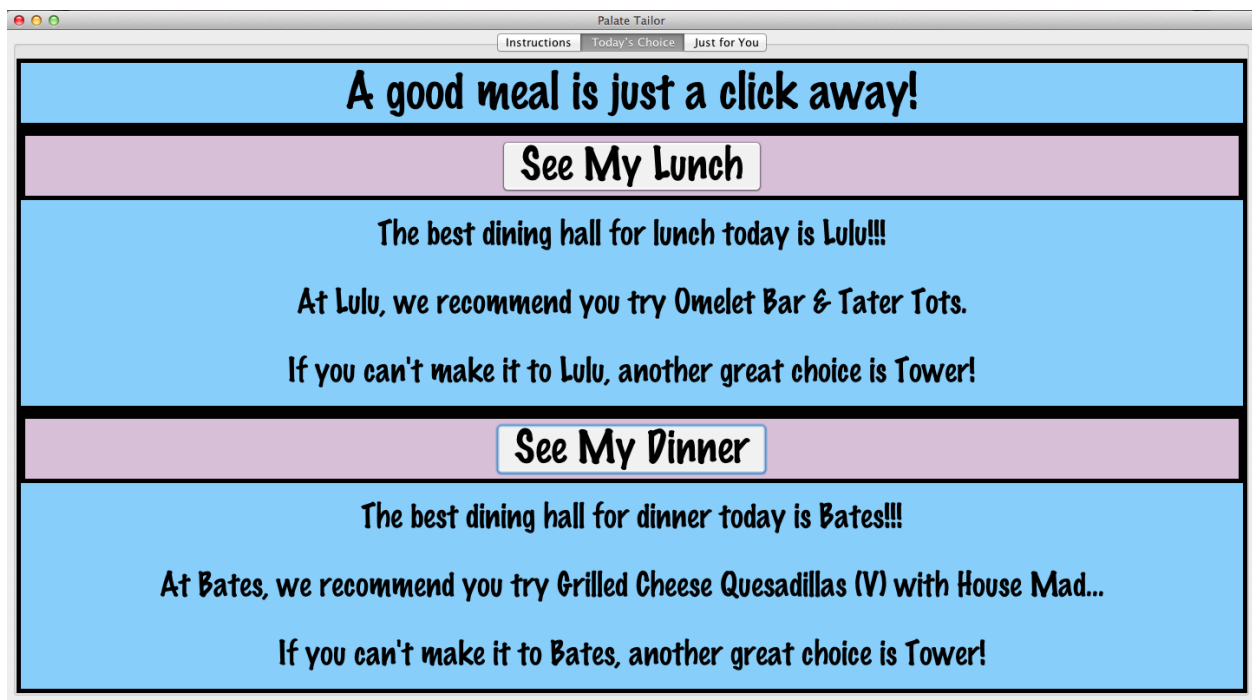 Palate Tailor
Instructions Today's Choice Just for You
A good meal is just a click away!
See My Lunch
The best dining hall for lunch today is Lulu!!!
At Lulu, we recommend you try Omelet Bar & Tater Tots.
If you can't make it to Lulu, another great choice is Tower!
See My Dinner
The best dining hall for dinner today is Bates!!!
At Bates, we recommend you try Grilled Cheese Quesadillas (V) with House Mad...
If you can't make it to Bates, another great choice is Tower!